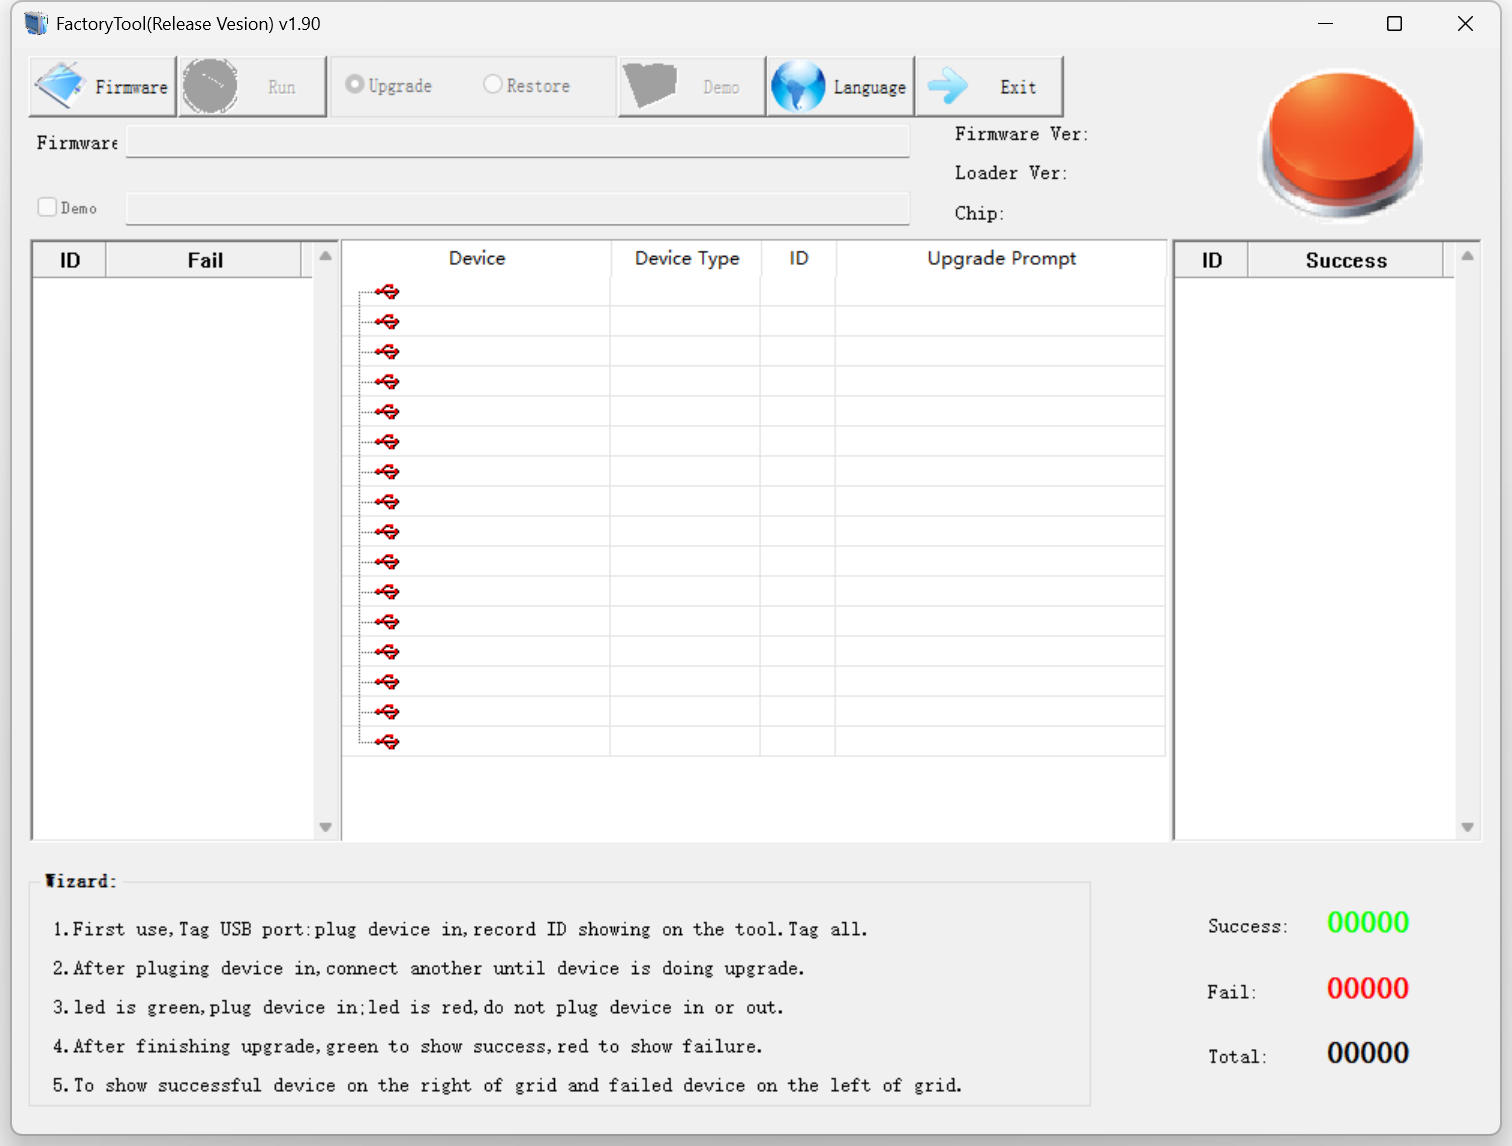 FactoryTool(Release Vesion) v1.90
Firmware Run Upgrade Restore Demo Language Exit
Firmware
Firmware Ver:
Loader Ver:
Demo
Chip:
ID Fail
Device Device Type ID Upgrade Prompt
ID Success
Wizard:
1.First use,Tag USB port:plug device in,record ID showing on the tool.Tag all.
2.After pluging device in,connect another until device is doing upgrade.
3.led is green,plug device in;led is red,do not plug device in or out.
4.After finishing upgrade,green to show success,red to show failure.
5.To show successful device on the right of grid and failed device on the left of grid.
Success: 00000
Fail: 00000
Total: 00000